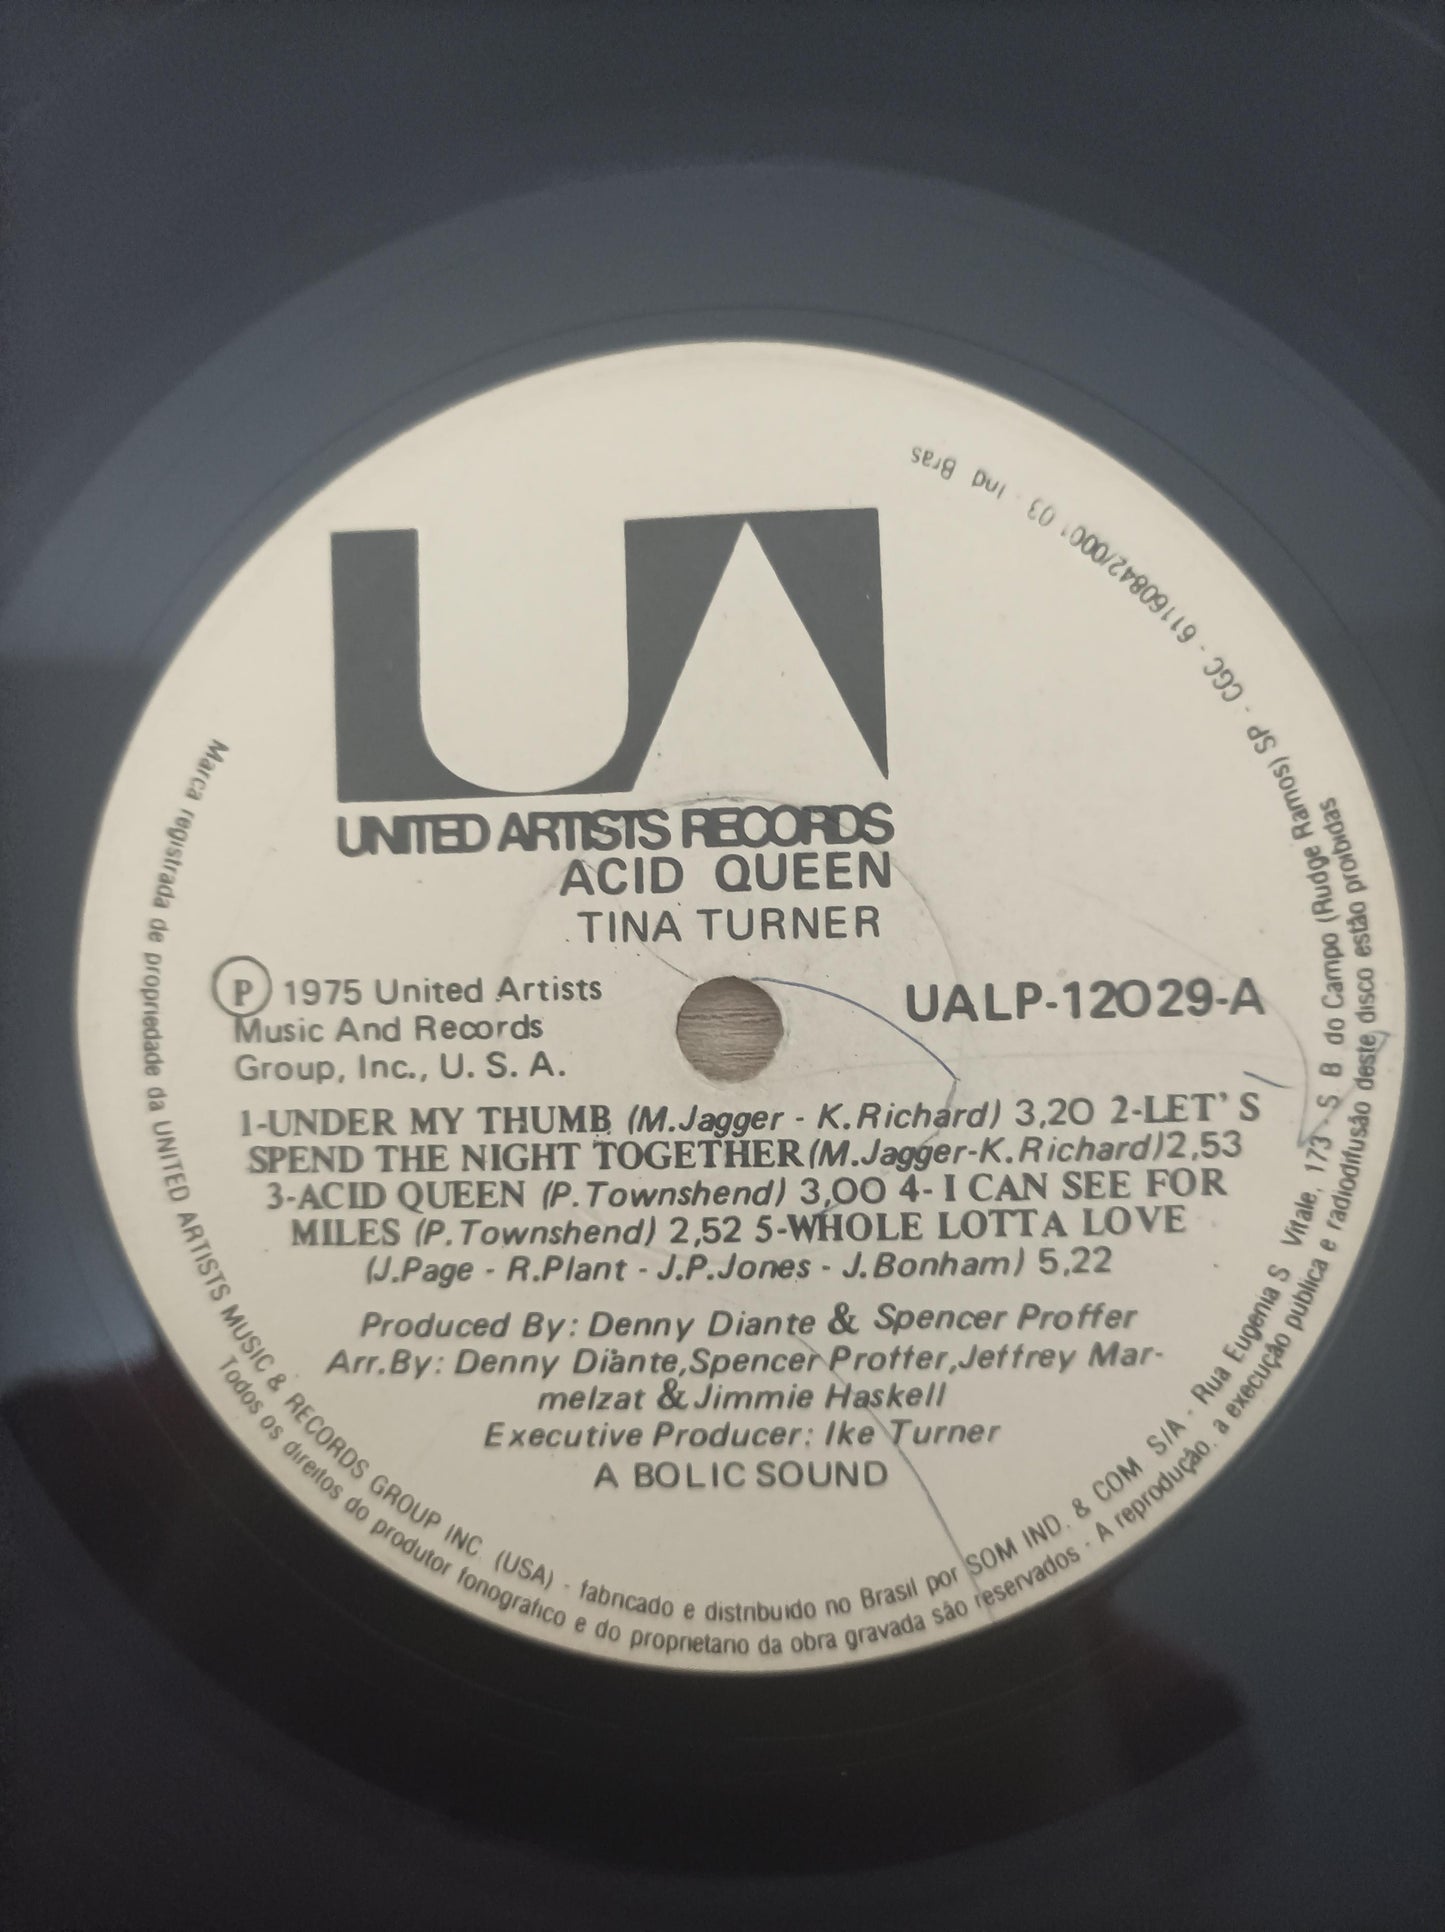 UA
UNITED ARTISTS RECORDS
ACID QUEEN
TINA TURNER
℗ 1975 United Artists
Music And Records
Group, Inc., U. S. A.
UALP-12029-A
1-UNDER MY THUMB (M.Jagger - K.Richard) 3,20 2-LET'S
SPEND THE NIGHT TOGETHER (M.Jagger-K.Richard) 2,53
3-ACID QUEEN (P.Townshend) 3,00 4- I CAN SEE FOR
MILES (P.Townshend) 2,52 5-WHOLE LOTTA LOVE
(J.Page - R.Plant - J.P.Jones - J.Bonham) 5,22
Produced By: Denny Diante & Spencer Proffer
Arr.By: Denny Diante,Spencer Proffer,Jeffrey Mar-
melzat & Jimmie Haskell
Executive Producer: Ike Turner
A BOLIC SOUND
Marca registrada de propriedade da UNITED ARTISTS MUSIC & RECORDS GROUP INC. (USA) - fabricado e distribuido no Brasil por SOM IND. & COM S/A - Rua Eugenia S Vitale, 173 - S B do Campo (Rudge Ramos) SP - CGC - 61160842/0001 03 - Ind Bras
Todos os direitos do produtor fonografico e do proprietario da obra gravada são reservados - A reprodução, a execução publica e radiodifusão deste disco estão proibidas